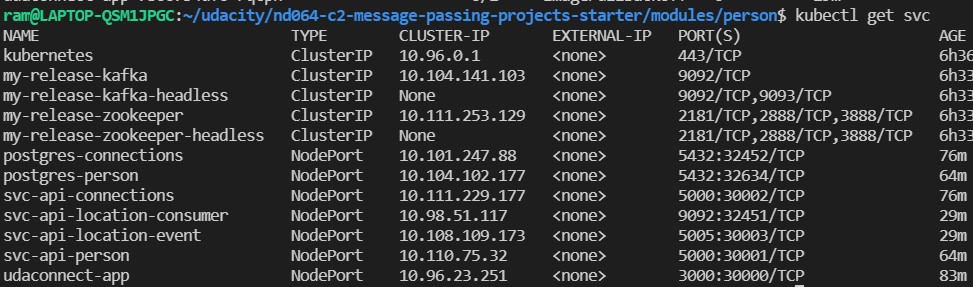 ram@LAPTOP-QSM1JPGC:~/udacity/nd064-c2-message-passing-projects-starter/modules/person$ kubectl get svc
NAME TYPE CLUSTER-IP EXTERNAL-IP PORT(S) AGE
kubernetes ClusterIP 10.96.0.1 <none> 443/TCP 6h36
my-release-kafka ClusterIP 10.104.141.103 <none> 9092/TCP 6h33
my-release-kafka-headless ClusterIP None <none> 9092/TCP,9093/TCP 6h33
my-release-zookeeper ClusterIP 10.111.253.129 <none> 2181/TCP,2888/TCP,3888/TCP 6h33
my-release-zookeeper-headless ClusterIP None <none> 2181/TCP,2888/TCP,3888/TCP 6h33
postgres-connections NodePort 10.101.247.88 <none> 5432:32452/TCP 76m
postgres-person NodePort 10.104.102.177 <none> 5432:32634/TCP 64m
svc-api-connections NodePort 10.111.229.177 <none> 5000:30002/TCP 76m
svc-api-location-consumer NodePort 10.98.51.117 <none> 9092:32451/TCP 29m
svc-api-location-event NodePort 10.108.109.173 <none> 5005:30003/TCP 29m
svc-api-person NodePort 10.110.75.32 <none> 5000:30001/TCP 64m
udaconnect-app NodePort 10.96.23.251 <none> 3000:30000/TCP 83m